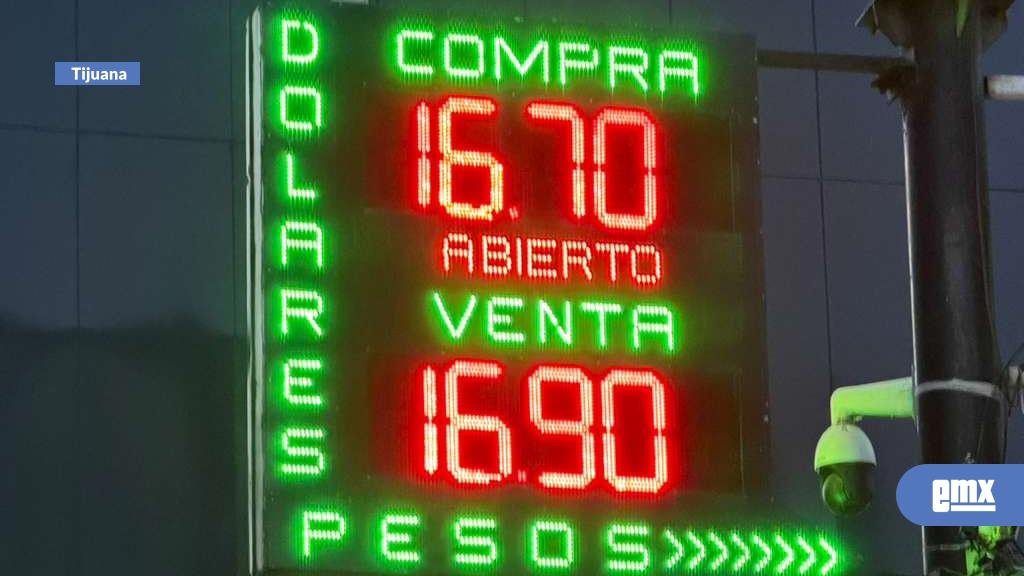 Tijuana
DOLARES
COMPRA
16.70
ABIERTO
VENTA
16.90
PESOS>>>>>>>>
emx